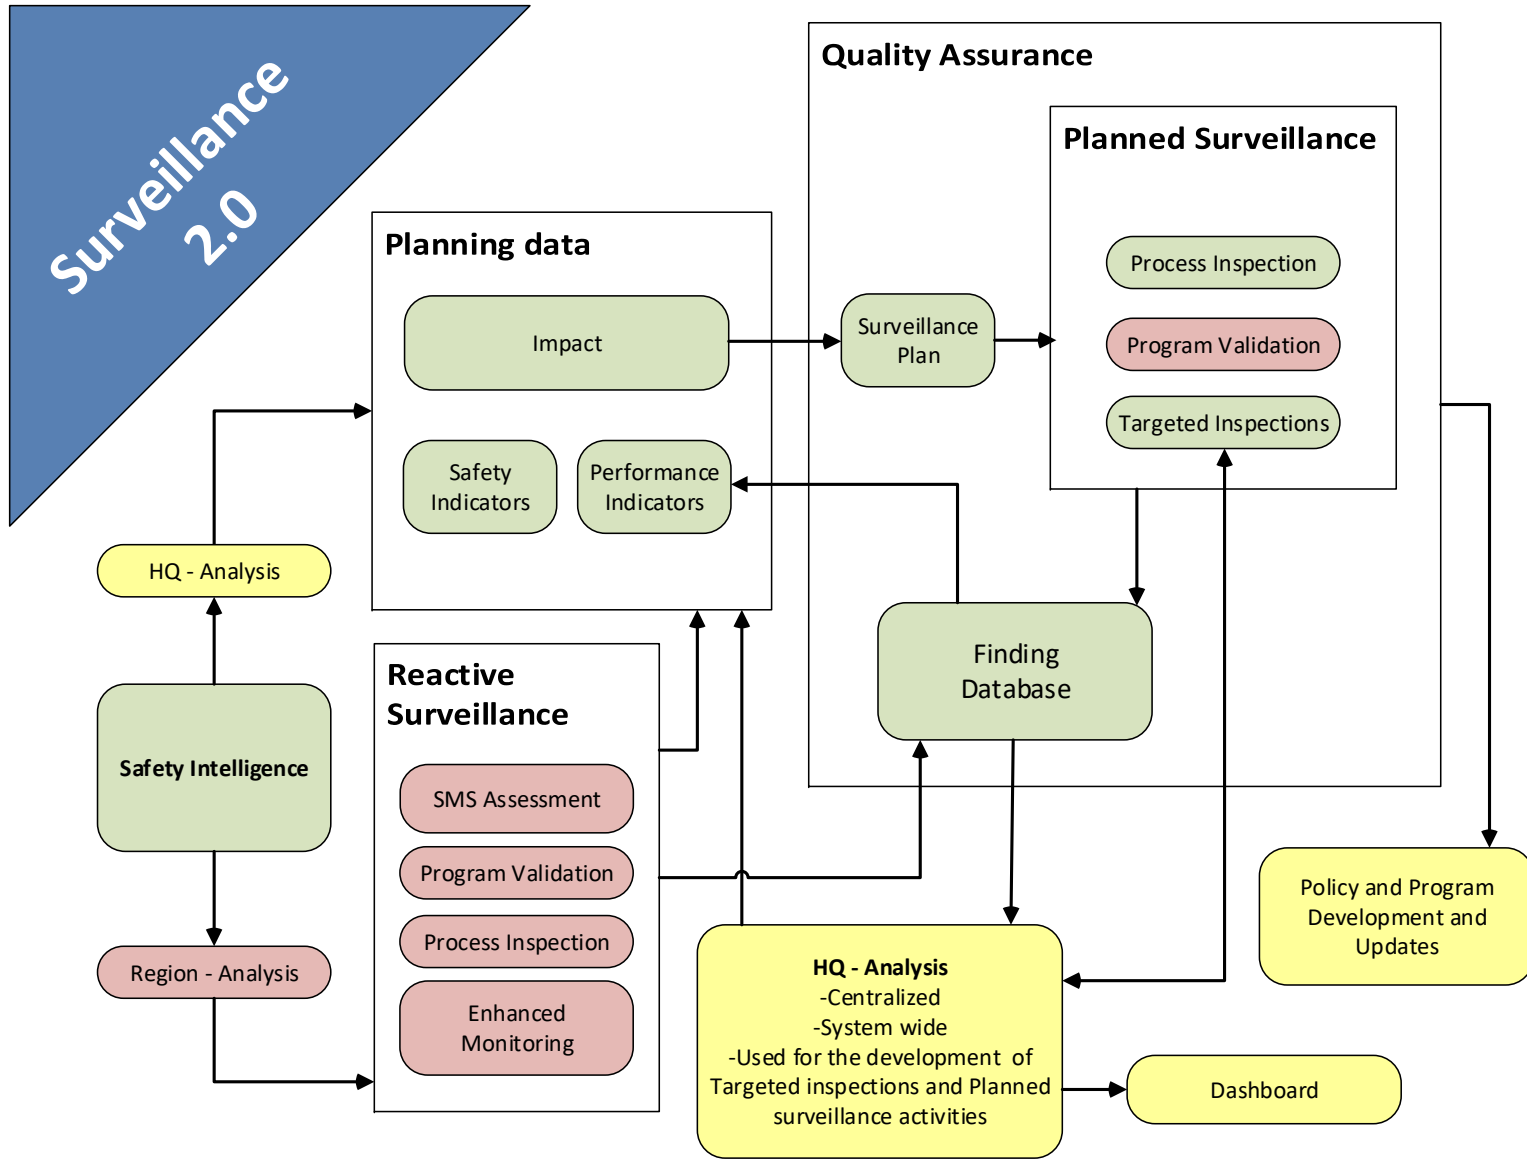 Surveillance
2.0
Quality Assurance
Planned Surveillance
Process Inspection
Program Validation
Targeted Inspections
Surveillance
Plan
Planning data
Impact
Safety
Indicators
Performance
Indicators
HQ - Analysis
Safety Intelligence
Region - Analysis
Reactive
Surveillance
SMS Assessment
Program Validation
Process Inspection
Enhanced
Monitoring
Finding
Database
HQ - Analysis
-Centralized
-System wide
-Used for the development of
Targeted inspections and Planned
surveillance activities
Policy and Program
Development and
Updates
Dashboard